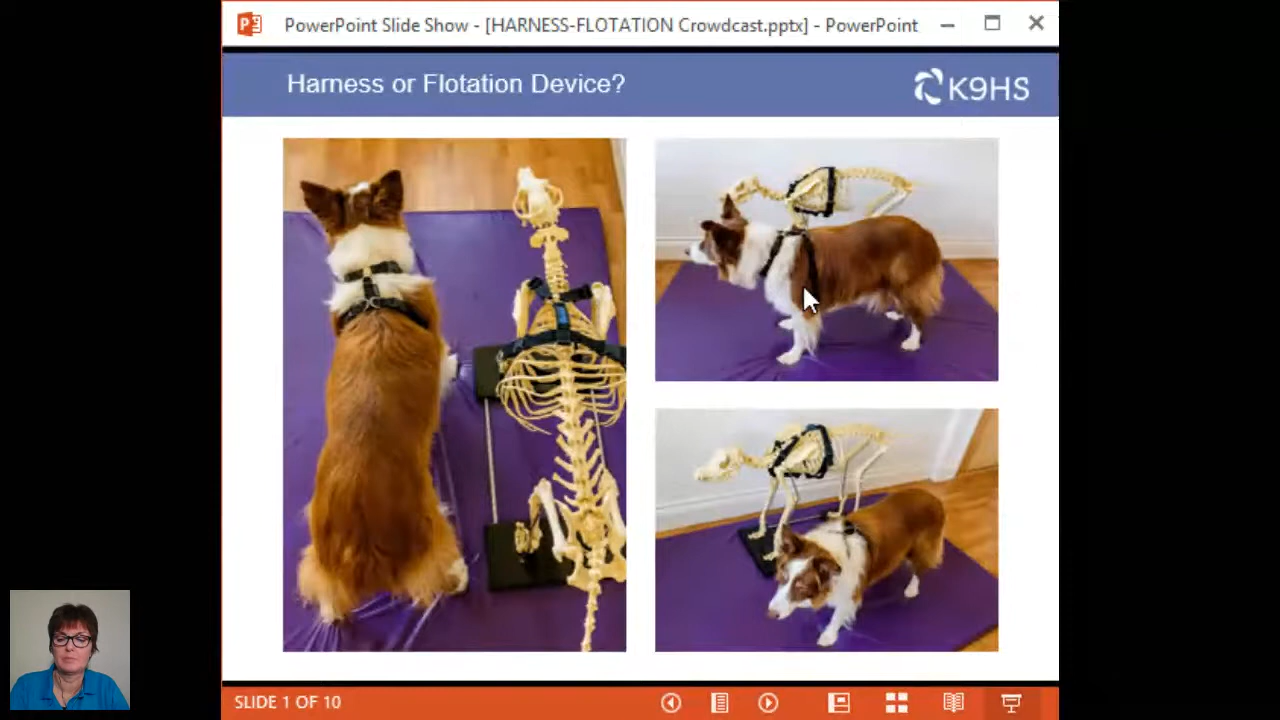 PowerPoint Slide Show - [HARNESS-FLOTATION Crowdcast.pptx] - PowerPoint
Harness or Flotation Device?
K9HS
SLIDE 1 OF 10